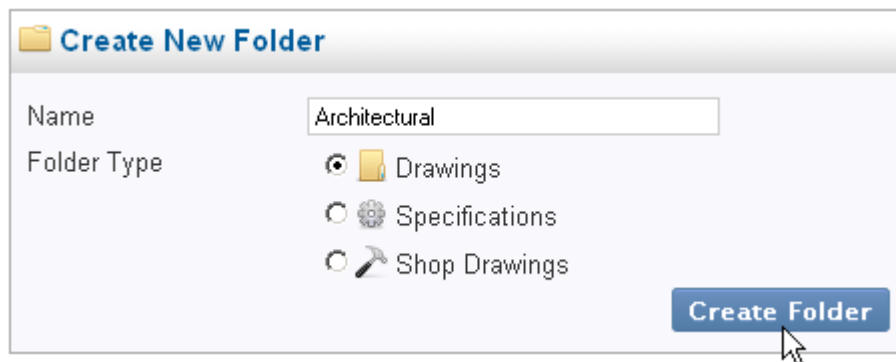 Create New Folder
Name Architectural
Folder Type Drawings
Specifications
Shop Drawings
Create Folder